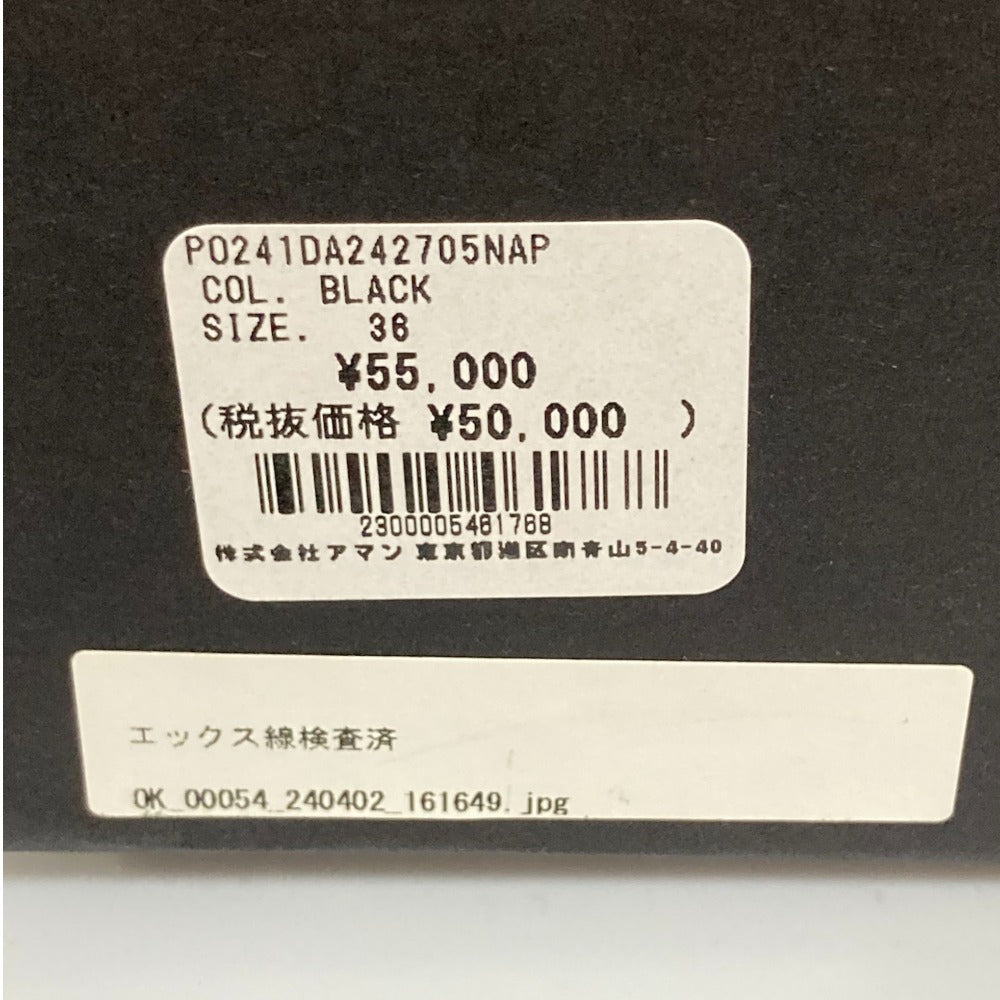 PO241DA242705NAP
COL. BLACK
SIZE. 36
¥55,000
(税抜価格 ¥50,000 )
2300005461768
株式会社アマン 東京都港区南青山5-4-40
エックス線検査済
OK_00054_240402_161649.jpg